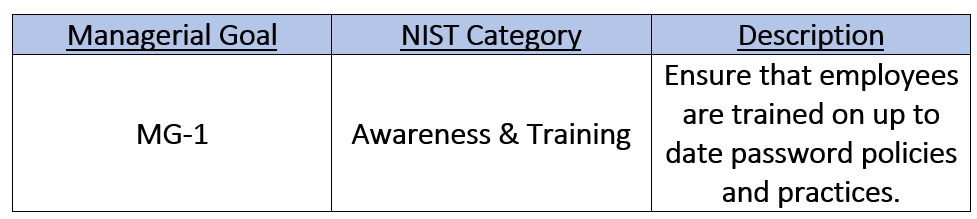 Managerial Goal NIST Category Description
MG-1 Awareness & Training Ensure that employees
are trained on up to
date password policies
and practices.